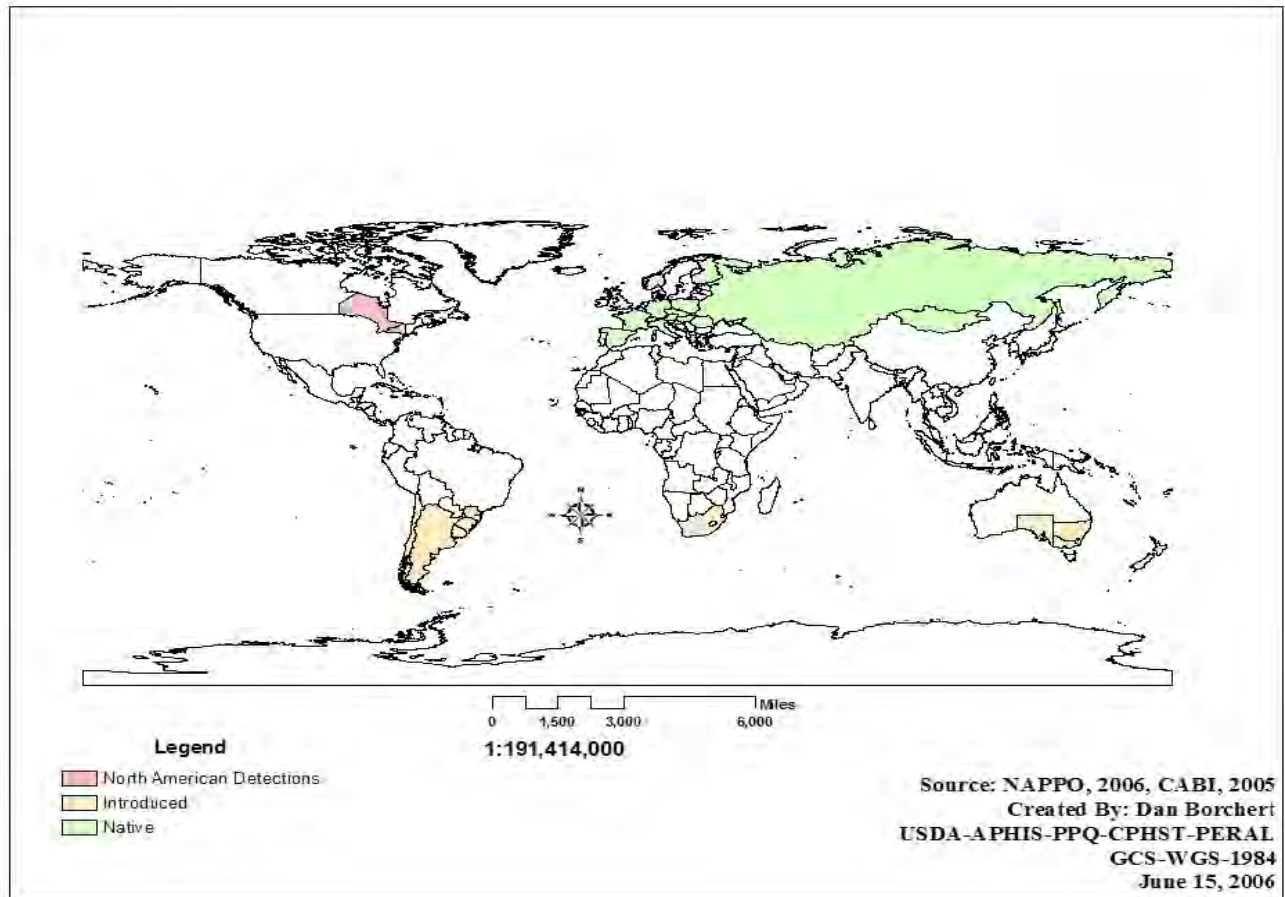 N
W
E
S
Miles
0 1,500 3,000 6,000
1:191,414,000
Legend
North American Detections
Introduced
Native
Source: NAPPO, 2006, CABI, 2005
Created By: Dan Borchert
USDA-APHIS-PPQ-CPHST-PERAL
GCS-WGS-1984
June 15, 2006